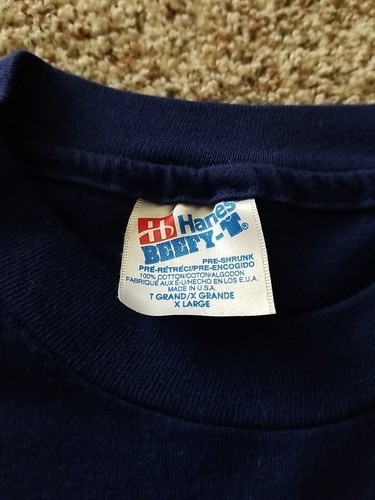 Hanes
BEEFY-T®
PRE-SHRUNK
PRÉ-RÉTRÉCI/PRE-ENCOGIDO
100% COTTON/COTON/ALGODON
FABRIQUÉ AUX É-U/HECHO EN LOS E.U.A.
MADE IN U.S.A.
T GRAND/X GRANDE
X LARGE